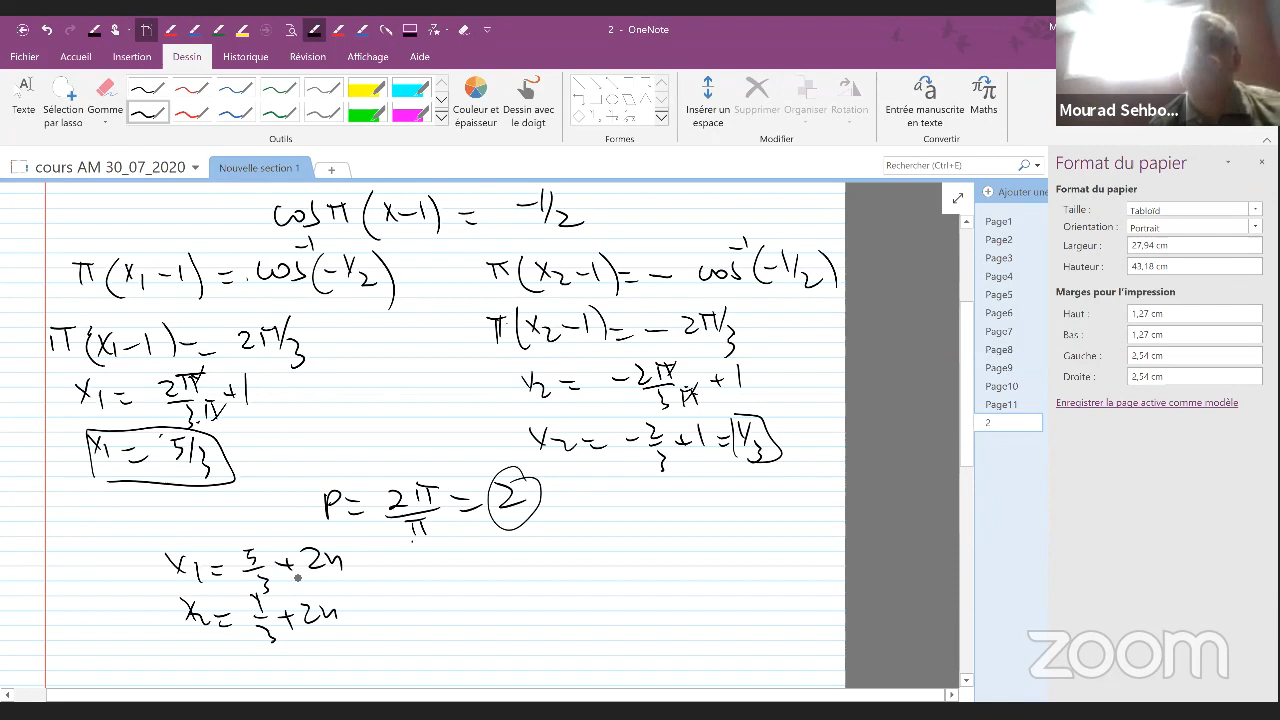 2 - OneNote
Fichier Accueil Insertion Dessin Historique Révision Affichage Aide
Texte Sélection par lasso Gomme Couleur et épaisseur Dessin avec le doigt Insérer un espace Supprimer Organiser Rotation Entrée manuscrite en texte Maths
Outils Formes Modifier Convertir
Mourad Sehbo...
cours AM 30_07_2020 Nouvelle section 1 + Rechercher (Ctrl+E)
cos π (x-1) = -1/2
π(x1-1) = cos^-1(-1/2) π(x2-1) = - cos^-1(-1/2)
π(x1-1) = 2π/3 π(x2-1) = - 2π/3
x1 = 2π/3.π +1 x2 = -2π/3π +1
x1 = 5/3 x2 = -2/3 +1 = 1/3
P = 2π/π = 2
x1 = 5/3 + 2n
x2 = 1/3 + 2n
Ajouter une
Page1
Page2
Page3
Page4
Page5
Page6
Page7
Page8
Page9
Page10
Page11
2
Format du papier
Format du papier
Taille : Tabloïd
Orientation : Portrait
Largeur : 27,94 cm
Hauteur : 43,18 cm
Marges pour l'impression
Haut : 1,27 cm
Bas : 1,27 cm
Gauche : 2,54 cm
Droite : 2,54 cm
Enregistrer la page active comme modèle
zoom